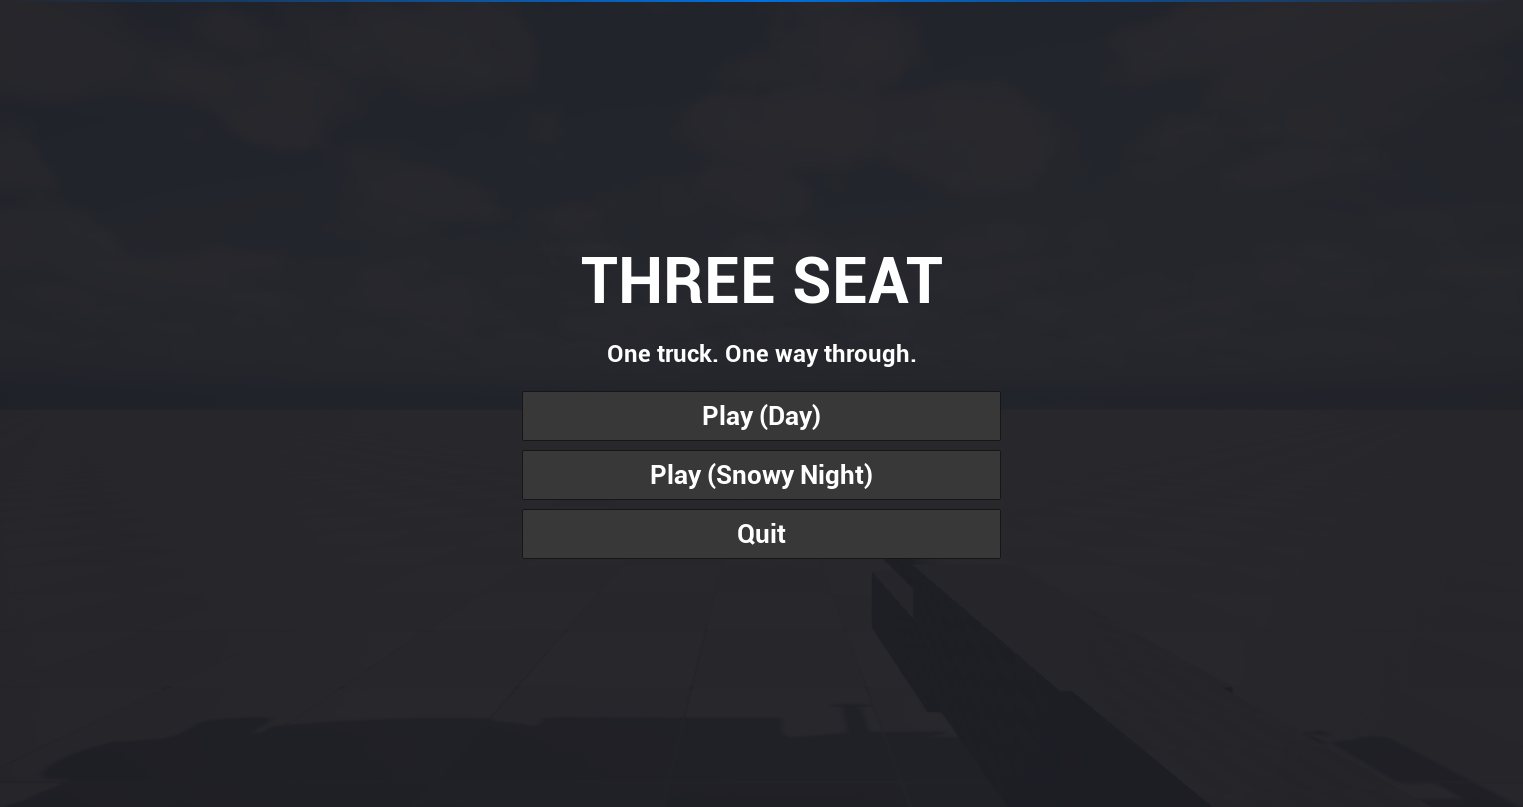 THREE SEAT
One truck. One way through.
Play (Day)
Play (Snowy Night)
Quit